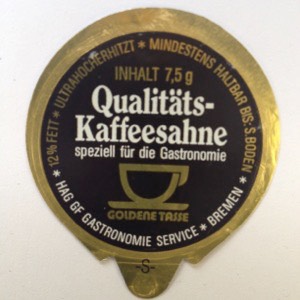 * 12% FETT * ULTRAHOCHERHITZT * MINDESTENS HALTBAR BIS: S BODEN *
INHALT 7,5 g
Qualitäts-
Kaffeesahne
speziell für die Gastronomie
GOLDENE TASSE
HAG GF GASTRONOMIE SERVICE * BREMEN *
-S-